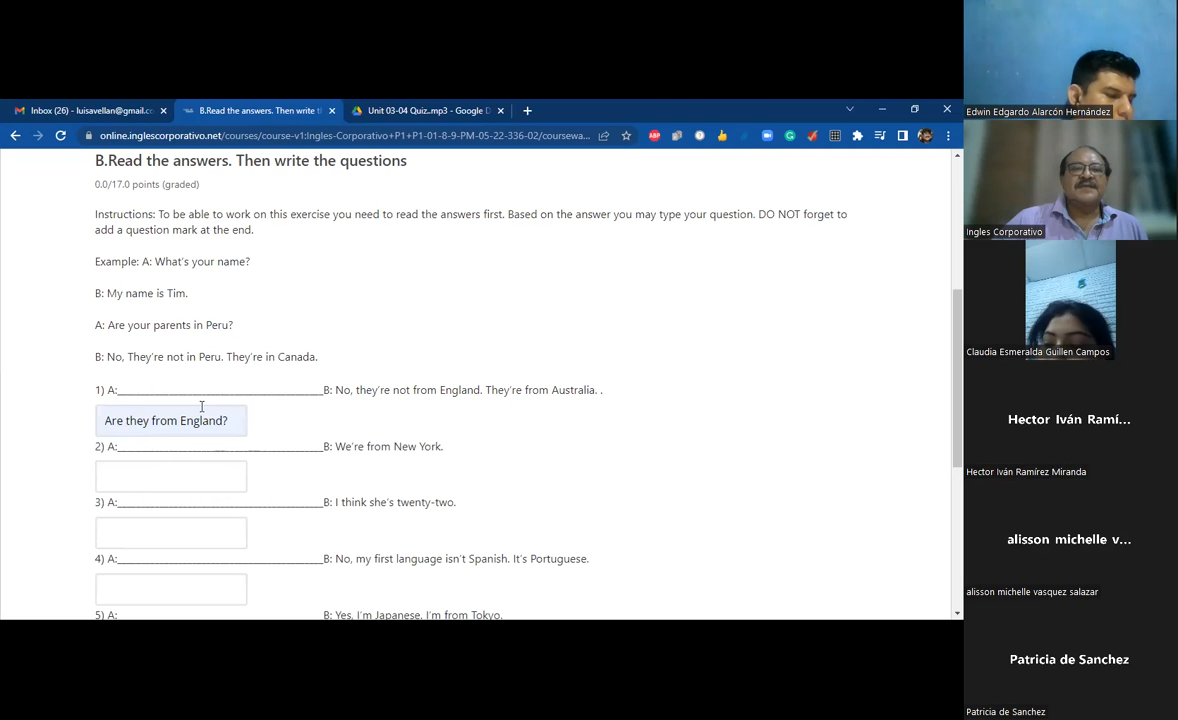 Inbox (26) - luisavellan@gmail.c
B.Read the answers. Then write t
Unit 03-04 Quiz..mp3 - Google D
online.inglescorporativo.net/courses/course-v1:Ingles-Corporativo+P1+P1-01-8-9-PM-05-22-336-02/coursewa...
B.Read the answers. Then write the questions
0.0/17.0 points (graded)
Instructions: To be able to work on this exercise you need to read the answers first. Based on the answer you may type your question. DO NOT forget to
add a question mark at the end.
Example: A: What's your name?
B: My name is Tim.
A: Are your parents in Peru?
B: No, They're not in Peru. They're in Canada.
1) A:________________________________B: No, they're not from England. They're from Australia. .
Are they from England?
2) A:________________________________B: We're from New York.
3) A:________________________________B: I think she's twenty-two.
4) A:________________________________B: No, my first language isn't Spanish. It's Portuguese.
5) A:________________________________B: Yes, I'm Japanese. I'm from Tokyo.
Edwin Edgardo Alarcón Hernández
Ingles Corporativo
Claudia Esmeralda Guillen Campos
Hector Iván Ramí...
Hector Iván Ramírez Miranda
alisson michelle v...
alisson michelle vasquez salazar
Patricia de Sanchez
Patricia de Sanchez